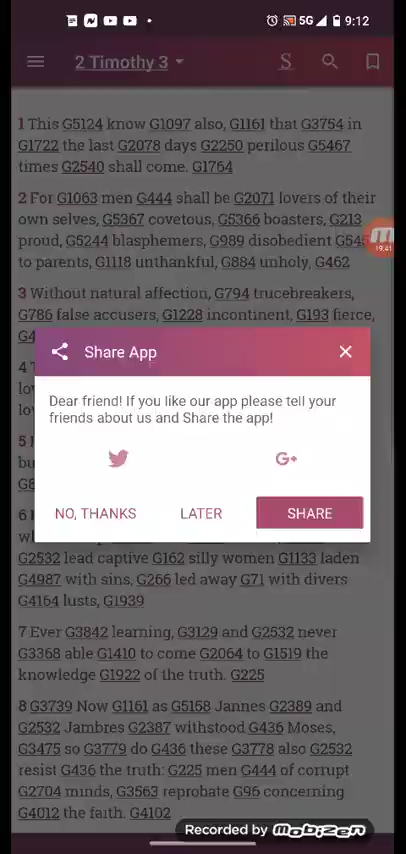 5G 9:12
2 Timothy 3 S
1 This G5124 know G1097 also, G1161 that G3754 in
G1722 the last G2078 days G2250 perilous G5467
times G2540 shall come. G1764
2 For G1063 men G444 shall be G2071 lovers of their
own selves, G5367 covetous, G5366 boasters, G213
proud, G5244 blasphemers, G989 disobedient
to parents, G1118 unthankful, G884 unholy, G462
19:41
3 Without natural affection, G794 trucebreakers,
G786 false accusers, G1228 incontinent, G193 fierce,
Share App
Dear friend! If you like our app please tell your
friends about us and Share the app!
G+
NO, THANKS LATER SHARE
G2532 lead captive G162 silly women G1133 laden
G4987 with sins, G266 led away G71 with divers
G4164 lusts, G1939
7 Ever G3842 learning, G3129 and G2532 never
G3368 able G1410 to come G2064 to G1519 the
knowledge G1922 of the truth. G225
8 G3739 Now G1161 as G5158 Jannes G2389 and
G2532 Jambres G2387 withstood G436 Moses,
G3475 so G3779 do G436 these G3778 also G2532
resist G436 the truth: G225 men G444 of corrupt
G2704 minds, G3563 reprobate G96 concerning
G4012 the faith. G4102
Recorded by mobizen